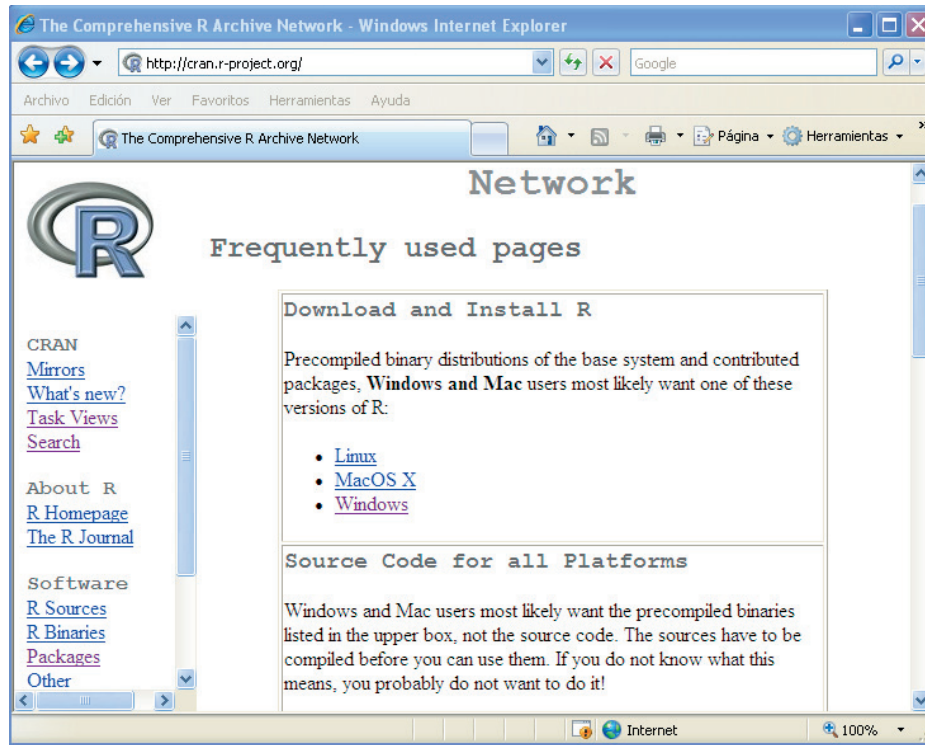 The Comprehensive R Archive Network - Windows Internet Explorer
http://cran.r-project.org/
Google
Archivo Edición Ver Favoritos Herramientas Ayuda
The Comprehensive R Archive Network
Página Herramientas »
R
CRAN
Mirrors
What's new?
Task Views
Search
About R
R Homepage
The R Journal
Software
R Sources
R Binaries
Packages
Other
Network
Frequently used pages
Download and Install R
Precompiled binary distributions of the base system and contributed
packages, Windows and Mac users most likely want one of these
versions of R:
• Linux
• MacOS X
• Windows
Source Code for all Platforms
Windows and Mac users most likely want the precompiled binaries
listed in the upper box, not the source code. The sources have to be
compiled before you can use them. If you do not know what this
means, you probably do not want to do it!
Internet
100%